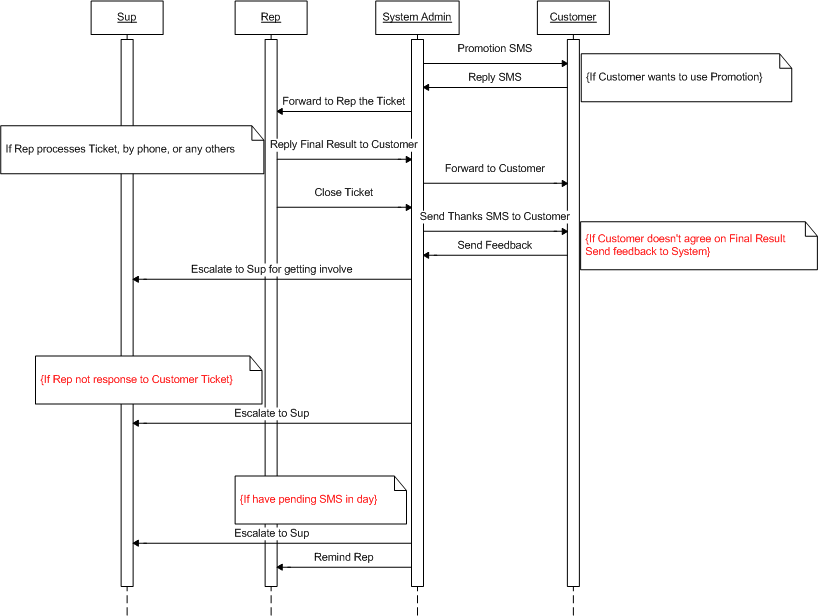 Sup
Rep
System Admin
Customer
Promotion SMS
{If Customer wants to use Promotion}
Reply SMS
Forward to Rep the Ticket
If Rep processes Ticket, by phone, or any others
Reply Final Result to Customer
Forward to Customer
Close Ticket
Send Thanks SMS to Customer
{If Customer doesn't agree on Final Result
Send feedback to System}
Send Feedback
Escalate to Sup for getting involve
{If Rep not response to Customer Ticket}
Escalate to Sup
{If have pending SMS in day}
Escalate to Sup
Remind Rep